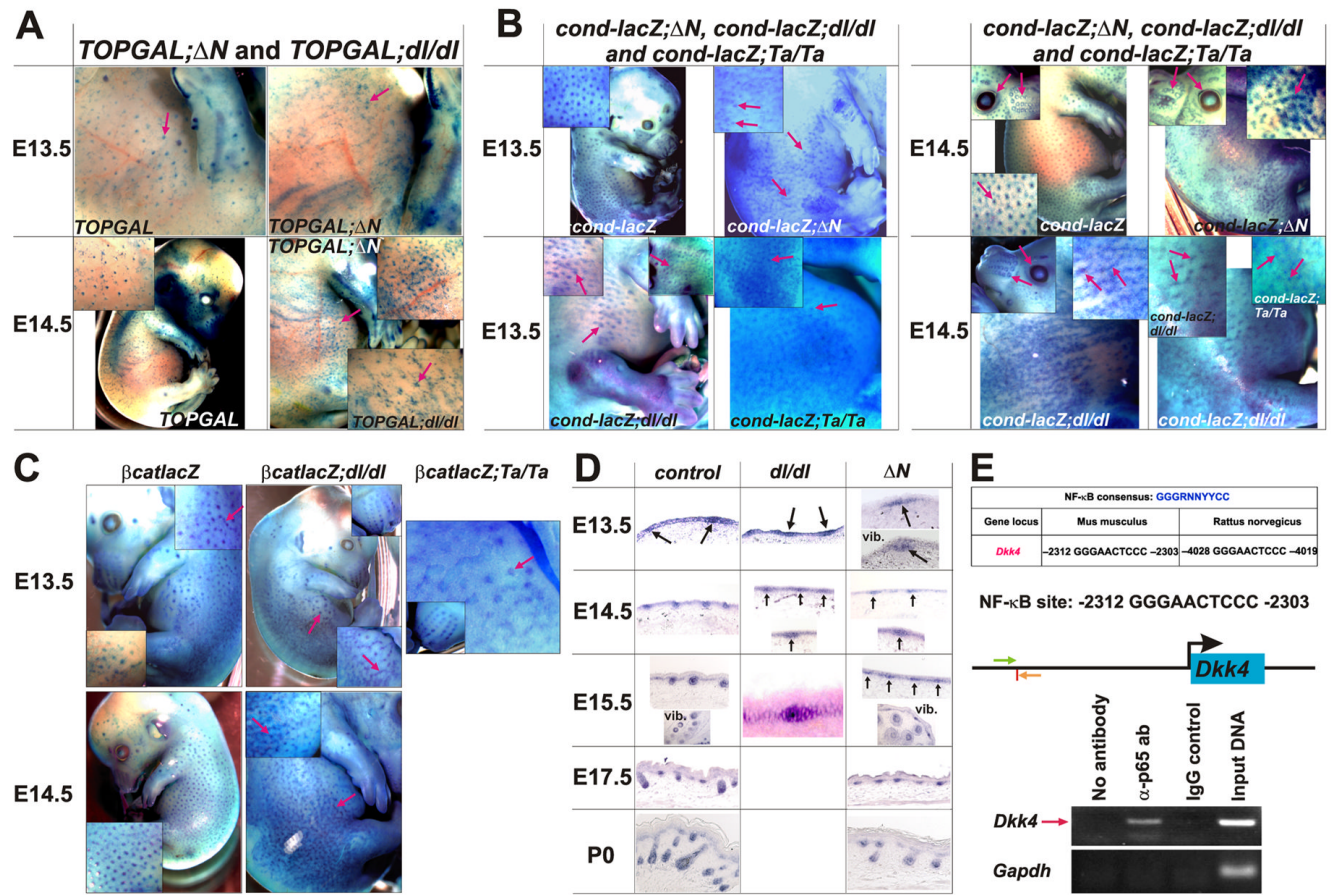 A
TOPGAL;ΔN and TOPGAL;dl/dl
E13.5
TOPGAL
TOPGAL;ΔN
E14.5
TOPGAL
TOPGAL;ΔN
TOPGAL;dl/dl
B
cond-lacZ;ΔN, cond-lacZ;dl/dl
and cond-lacZ;Ta/Ta
E13.5
cond-lacZ
cond-lacZ;ΔN
E13.5
cond-lacZ;dl/dl
cond-lacZ;Ta/Ta
cond-lacZ;ΔN, cond-lacZ;dl/dl
and cond-lacZ;Ta/Ta
E14.5
cond-lacZ
cond-lacZ;ΔN
E14.5
cond-lacZ;dl/dl
cond-lacZ;
dl/dl
cond-lacZ;
Ta/Ta
cond-lacZ;dl/dl
C
βcatlacZ
βcatlacZ;dl/dl
βcatlacZ;Ta/Ta
E13.5
E14.5
D
control
dl/dl
ΔN
E13.5
vib.
E14.5
E15.5
vib.
vib.
E17.5
P0
E
NF-κB consensus: GGGRNNYYCC
Gene locus
Mus musculus
Rattus norvegicus
Dkk4
–2312 GGGAACTCCC –2303
–4028 GGGAACTCCC –4019
NF-κB site: -2312 GGGAACTCCC -2303
Dkk4
No antibody
α-p65 ab
IgG control
Input DNA
Dkk4
Gapdh